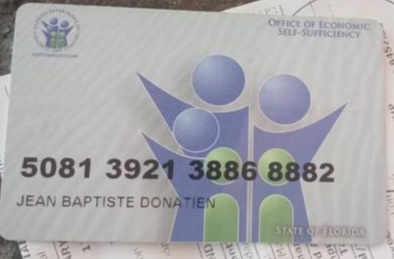 OFFICE OF ECONOMIC
SELF-SUFFICIENCY
5081 3921 3886 8882
JEAN BAPTISTE DONATIEN
STATE OF FLORIDA